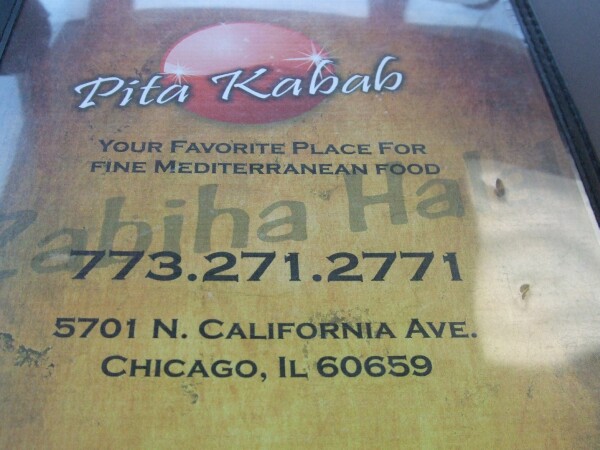 Pita Kabab
YOUR FAVORITE PLACE FOR
FINE MEDITERRANEAN FOOD
Zabiha Halal
773.271.2771
5701 N. CALIFORNIA AVE.
CHICAGO, IL 60659